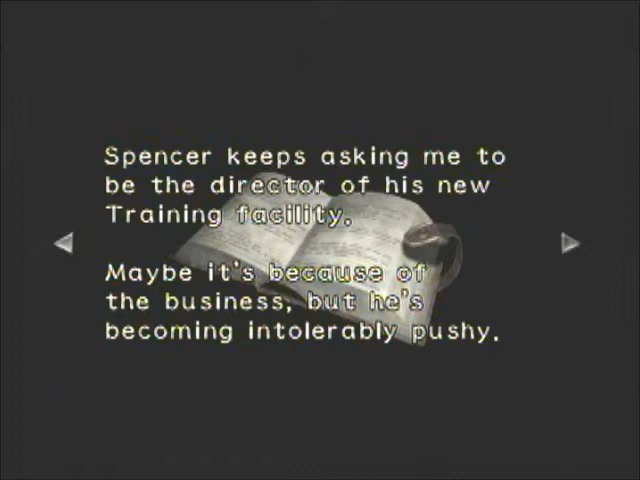 Spencer keeps asking me to
be the director of his new
Training facility.
Maybe it's because of
the business, but he's
becoming intolerably pushy.